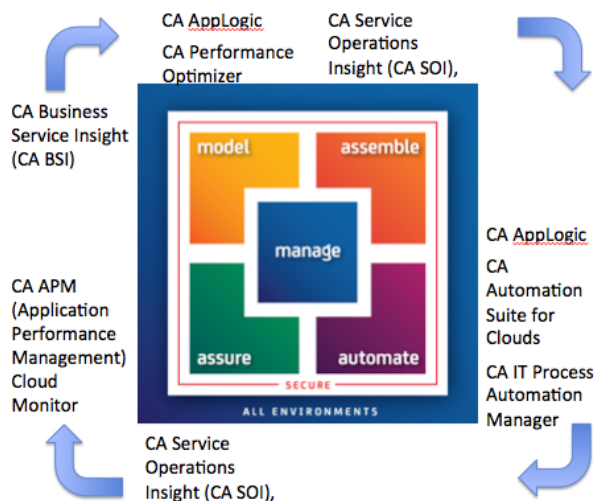 CA AppLogic
CA Performance
Optimizer
CA Service
Operations
Insight (CA SOI),
CA Business
Service Insight
(CA BSI)
model
assemble
manage
assure
automate
SECURE
ALL ENVIRONMENTS
CA AppLogic
CA
Automation
Suite for
Clouds
CA IT Process
Automation
Manager
CA APM
(Application
Performance
Management)
Cloud
Monitor
CA Service
Operations
Insight (CA SOI),